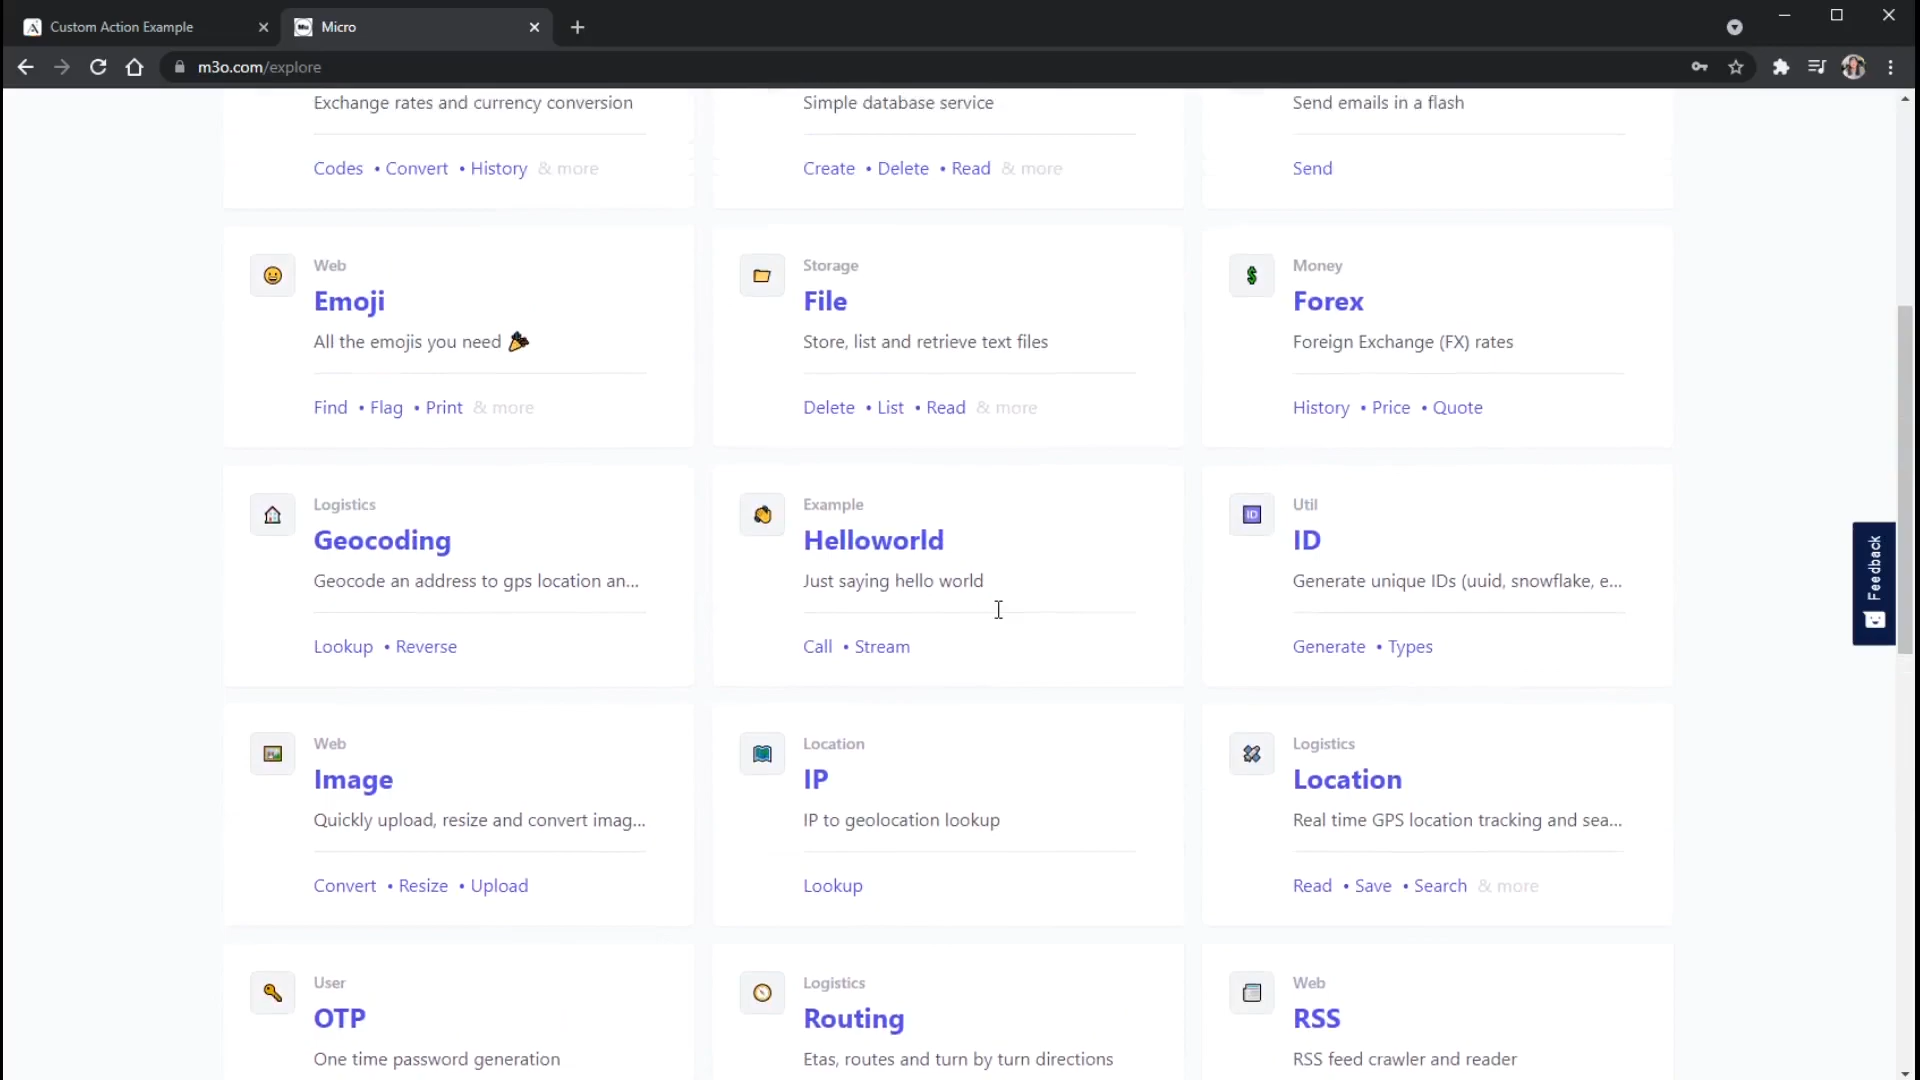 Custom Action Example
Micro
m3o.com/explore
Exchange rates and currency conversion
Codes • Convert • History & more
Simple database service
Create • Delete • Read & more
Send emails in a flash
Send
Web
Emoji
All the emojis you need
Find • Flag • Print & more
Storage
File
Store, list and retrieve text files
Delete • List • Read & more
Money
Forex
Foreign Exchange (FX) rates
History • Price • Quote
Logistics
Geocoding
Geocode an address to gps location an...
Lookup • Reverse
Example
Helloworld
Just saying hello world
Call • Stream
ID
Util
ID
Generate unique IDs (uuid, snowflake, e...
Generate • Types
Web
Image
Quickly upload, resize and convert imag...
Convert • Resize • Upload
Location
IP
IP to geolocation lookup
Lookup
Logistics
Location
Real time GPS location tracking and sea...
Read • Save • Search & more
User
OTP
One time password generation
Logistics
Routing
Etas, routes and turn by turn directions
Web
RSS
RSS feed crawler and reader
Feedback